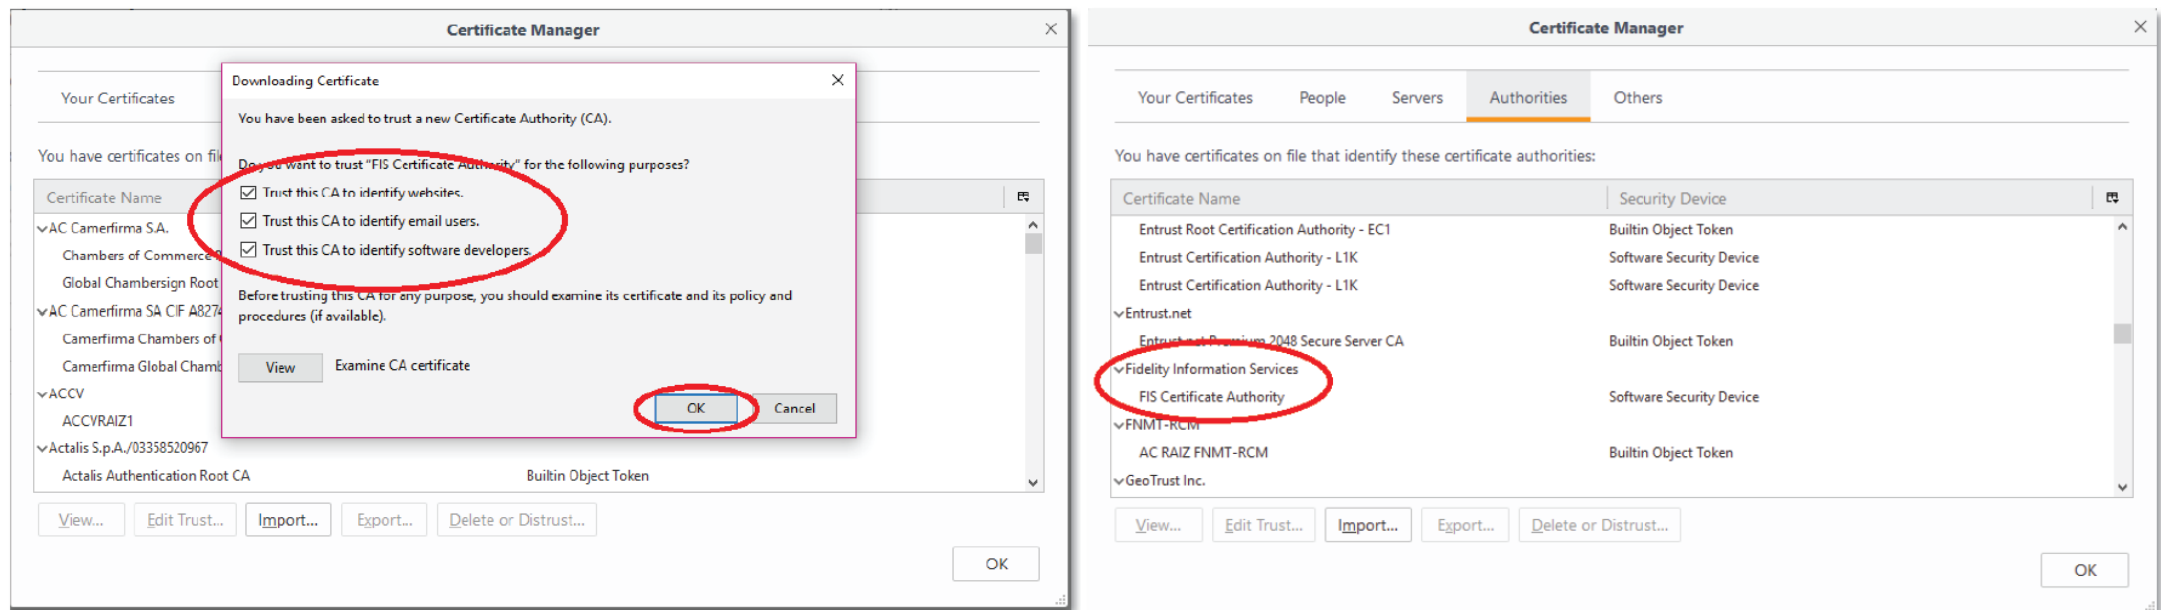 Certificate Manager
Downloading Certificate
Your Certificates
You have been asked to trust a new Certificate Authority (CA).
You have certificates on fil
Do you want to trust "FIS Certificate Authority" for the following purposes?
Certificate Name
Trust this CA to identify websites.
AC Camerfirma S.A.
Trust this CA to identify email users.
Chambers of Commerce
Trust this CA to identify software developers.
Global Chambersign Root
Before trusting this CA for any purpose, you should examine its certificate and its policy and
procedures (if available).
AC Camerfirma SA CIF A8274
Camerfirma Chambers of
Camerfirma Global Chamb
View
Examine CA certificate
ACCV
OK
Cancel
ACCVRAIZ1
Actalis S.p.A./03358520967
Actalis Authentication Root CA
Builtin Object Token
View...
Edit Trust...
Import...
Export...
Delete or Distrust...
OK
Certificate Manager
Your Certificates
People
Servers
Authorities
Others
You have certificates on file that identify these certificate authorities:
Certificate Name
Security Device
Entrust Root Certification Authority - EC1
Builtin Object Token
Entrust Certification Authority - L1K
Software Security Device
Entrust Certification Authority - L1K
Software Security Device
Entrust.net
Entrust.net Premium 2048 Secure Server CA
Builtin Object Token
Fidelity Information Services
FIS Certificate Authority
Software Security Device
FNMT-RCM
AC RAIZ FNMT-RCM
Builtin Object Token
GeoTrust Inc.
View...
Edit Trust...
Import...
Export...
Delete or Distrust...
OK